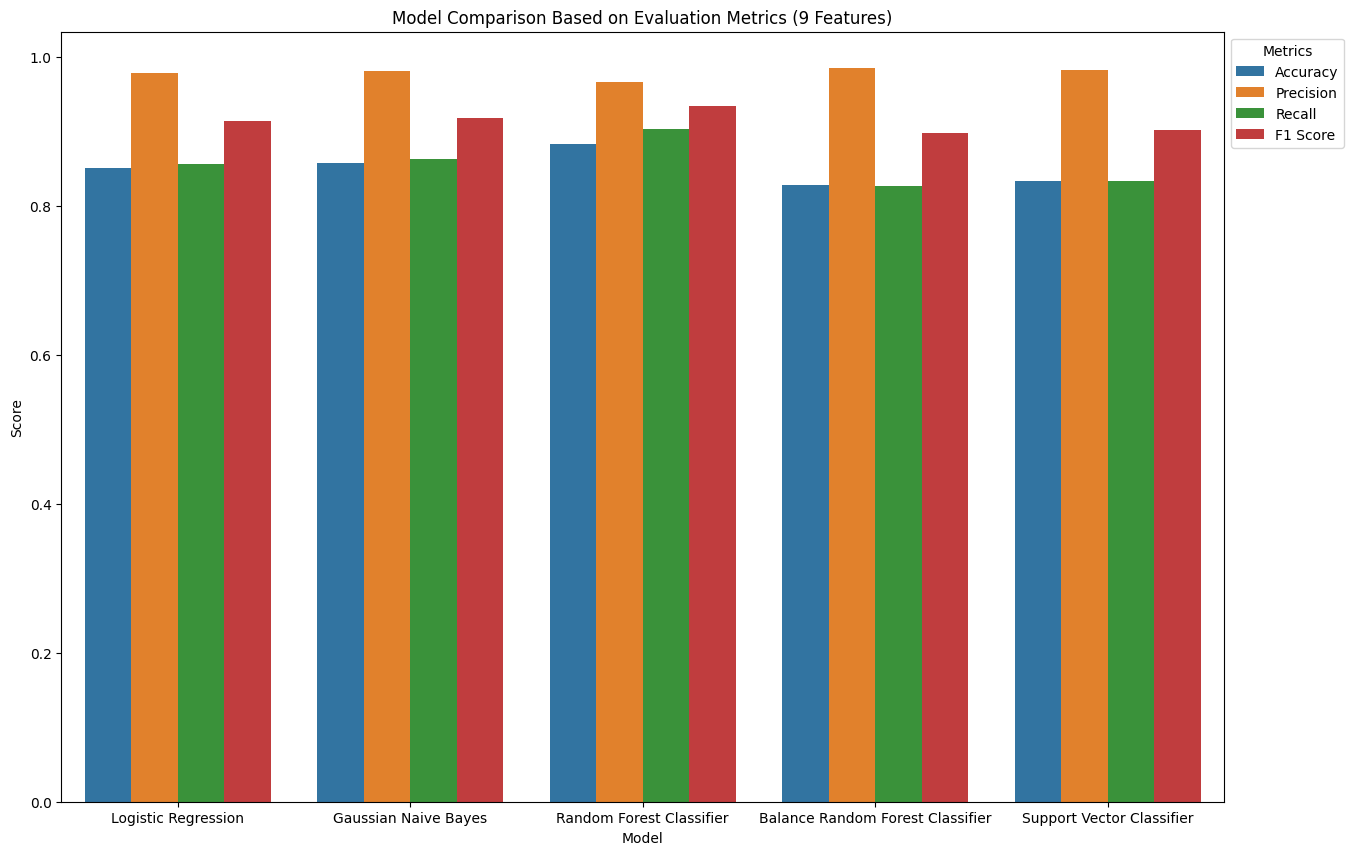 Model Comparison Based on Evaluation Metrics (9 Features)
Metrics
Accuracy
Precision
Recall
F1 Score
Score
1.0
0.8
0.6
0.4
0.2
0.0
Logistic Regression
Gaussian Naive Bayes
Random Forest Classifier
Balance Random Forest Classifier
Support Vector Classifier
Model